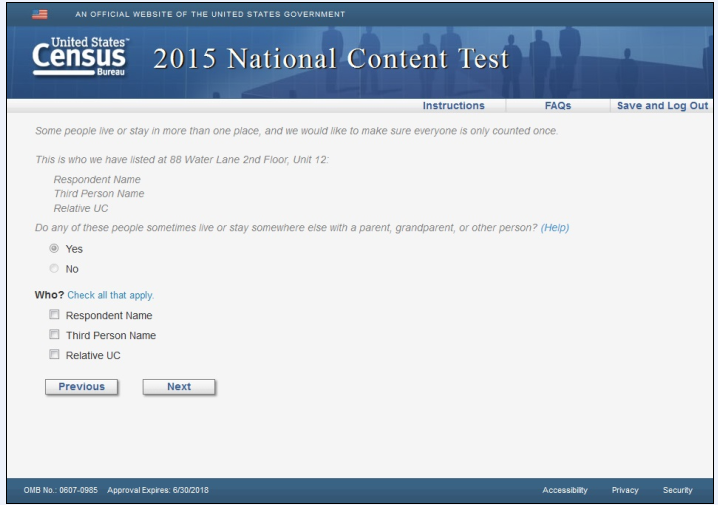 AN OFFICIAL WEBSITE OF THE UNITED STATES GOVERNMENT
United States™
Census
Bureau
2015 National Content Test
Instructions FAQs Save and Log Out
Some people live or stay in more than one place, and we would like to make sure everyone is only counted once.
This is who we have listed at 88 Water Lane 2nd Floor, Unit 12:
Respondent Name
Third Person Name
Relative UC
Do any of these people sometimes live or stay somewhere else with a parent, grandparent, or other person? (Help)
Yes
No
Who? Check all that apply.
Respondent Name
Third Person Name
Relative UC
Previous Next
OMB No.: 0607-0985 Approval Expires: 6/30/2018 Accessibility Privacy Security